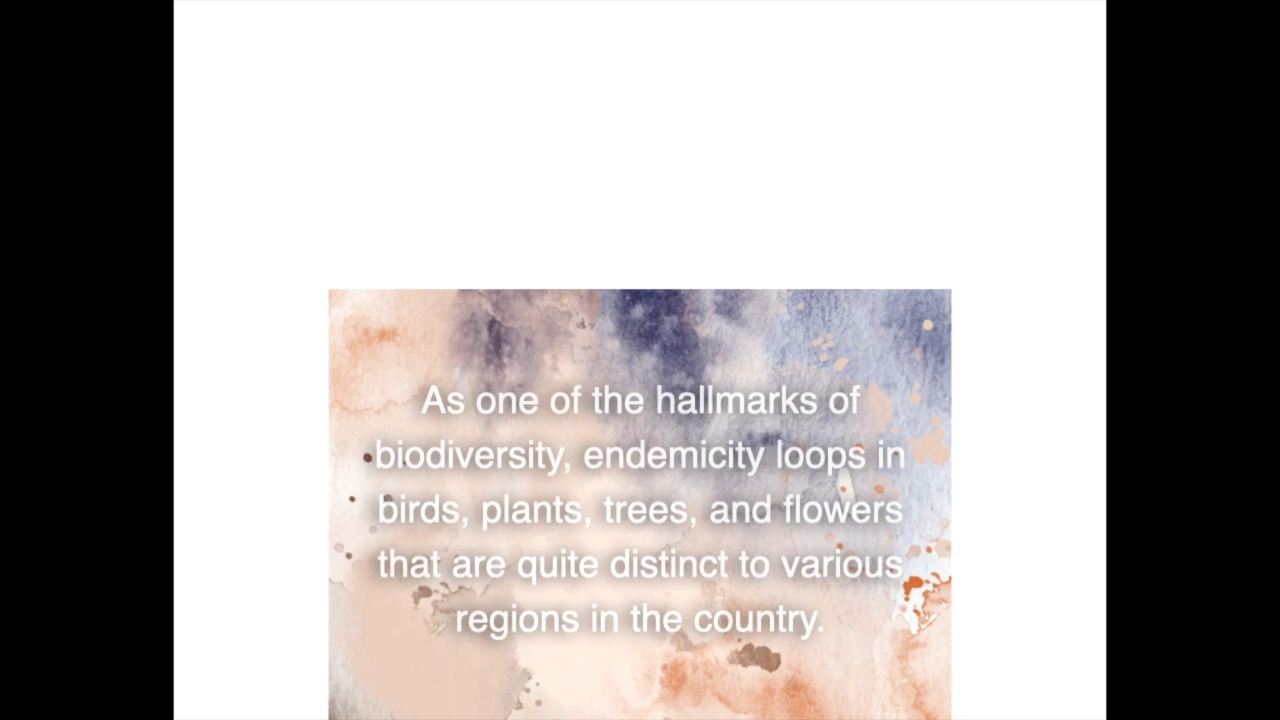 As one of the hallmarks of
biodiversity, endemicity loops in
birds, plants, trees, and flowers
that are quite distinct to various
regions in the country.